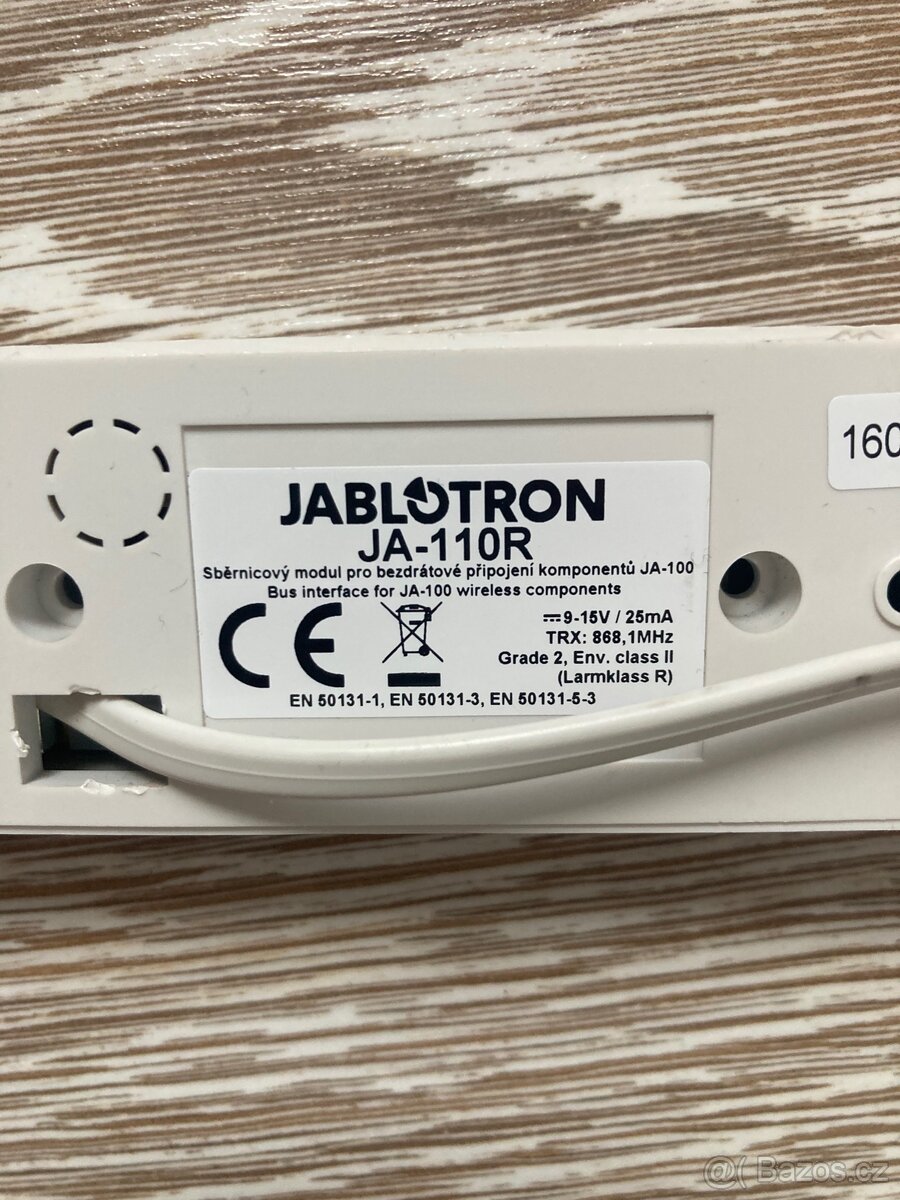 JABLOTRON
JA-110R
Sběrnicový modul pro bezdrátové připojení komponentů JA-100
Bus interface for JA-100 wireless components
CE
9-15V / 25mA
TRX: 868,1MHz
Grade 2, Env. class II
(Larmklass R)
EN 50131-1, EN 50131-3, EN 50131-5-3
160
@( Bazos.cz